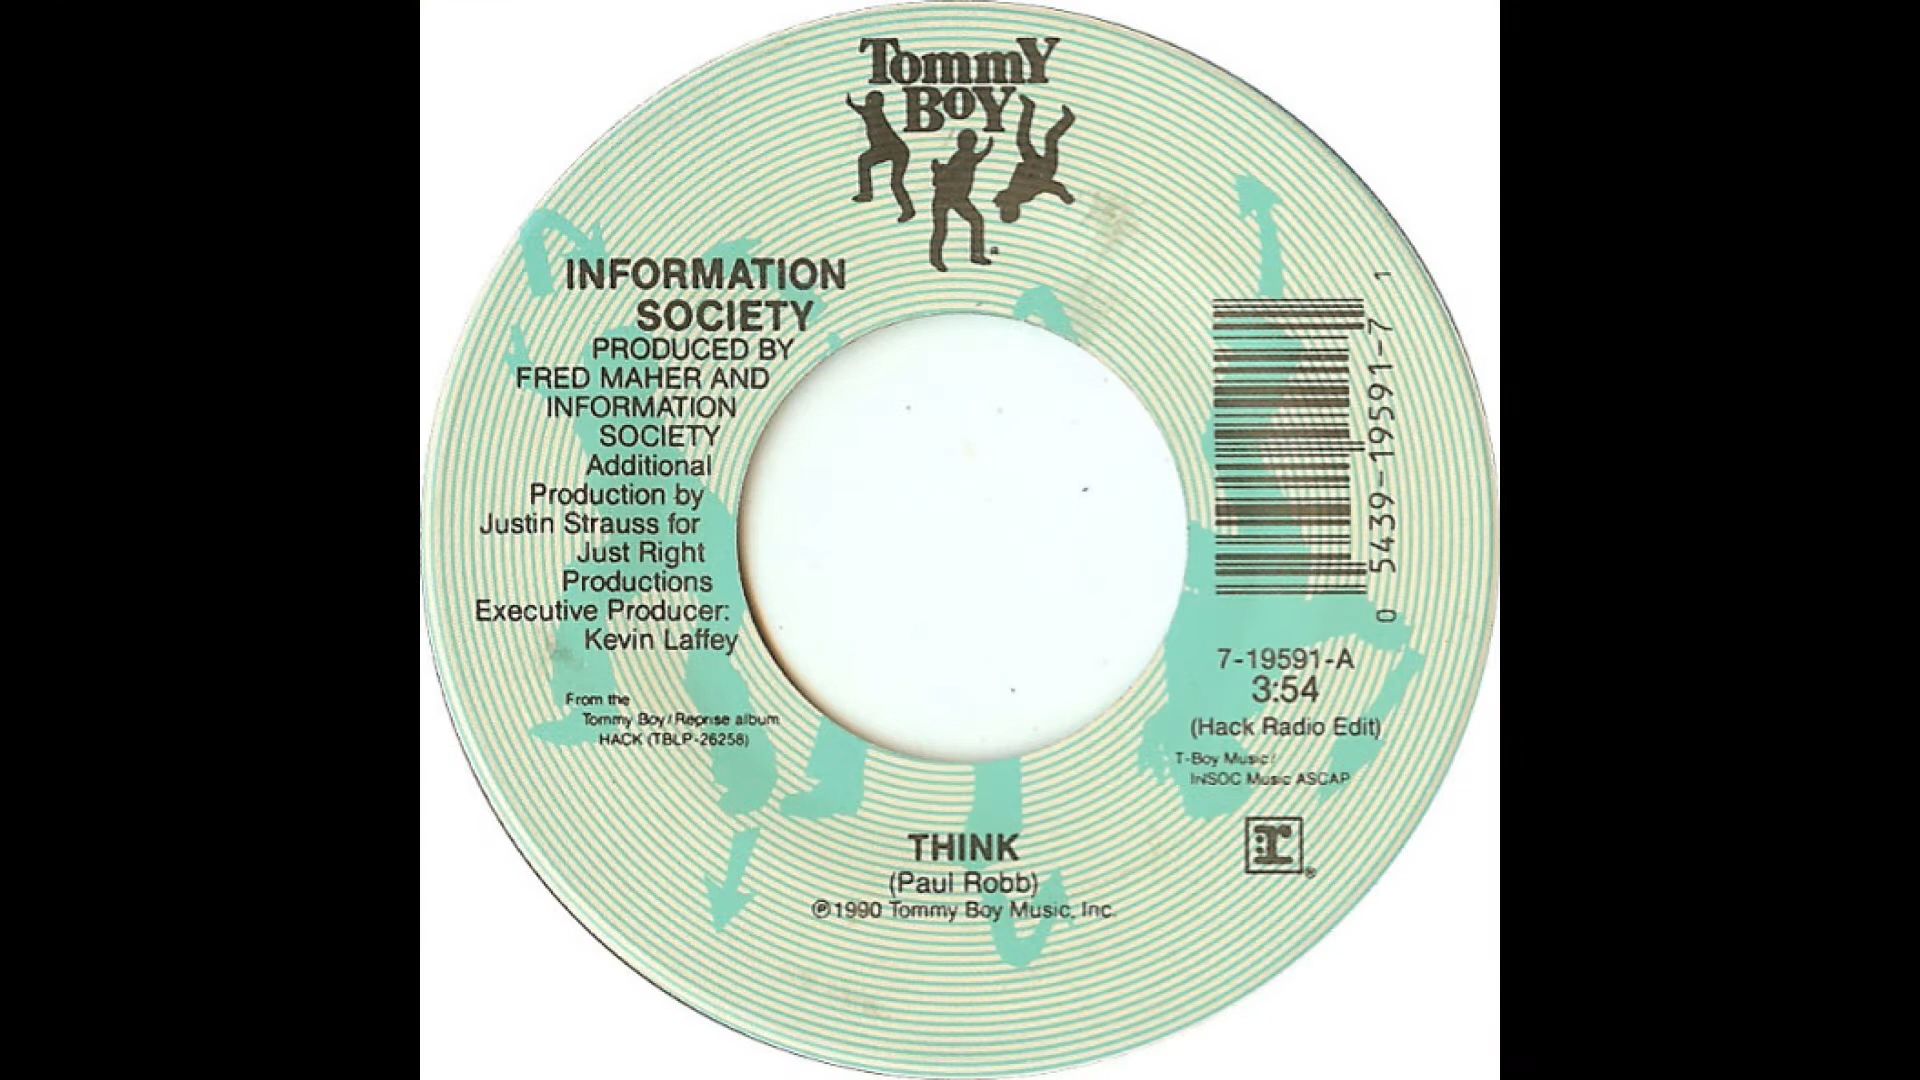 TOMMY
BOY
INFORMATION
SOCIETY
PRODUCED BY
FRED MAHER AND
INFORMATION
SOCIETY
Additional
Production by
Justin Strauss for
Just Right
Productions
Executive Producer:
Kevin Laffey
From the
Tommy Boy/Reprise album
HACK (TBLP-26258)
0 5439-19591-7 1
7-19591-A
3:54
(Hack Radio Edit)
T-Boy Music/
INSOC Music ASCAP
r
®
THINK
(Paul Robb)
℗1990 Tommy Boy Music, Inc.